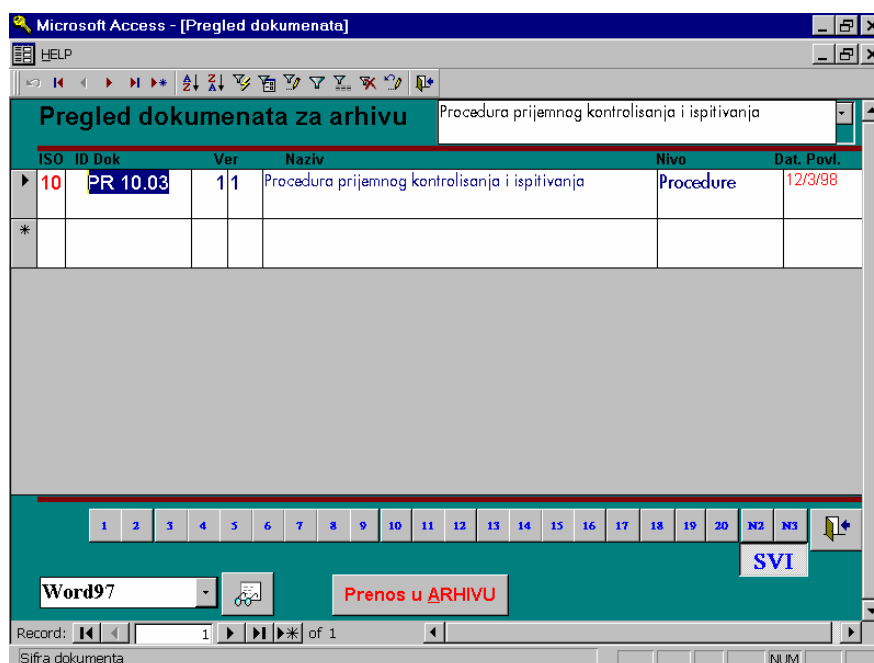 Microsoft Access - [Pregled dokumenata]
HELP
Pregled dokumenata za arhivu
Procedura prijemnog kontrolisanja i ispitivanja
ISO ID Dok Ver Naziv Nivo Dat. Povl.
10 PR 10.03 1 1 Procedura prijemnog kontrolisanja i ispitivanja Procedure 12/3/98
1 2 3 4 5 6 7 8 9 10 11 12 13 14 15 16 17 18 19 20 N2 N3
SVI
Word97 Prenos u ARHIVU
Record: 1 of 1
Sifra dokumenta NUM